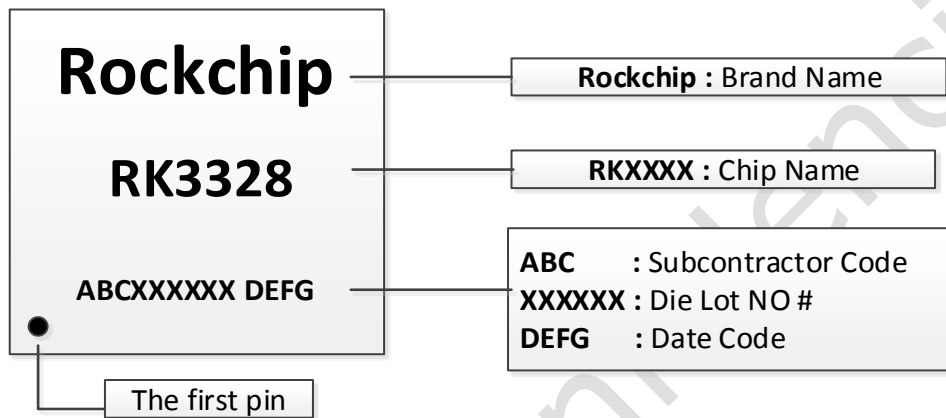 Rockchip
RK3328
ABCXXXXXX DEFG
The first pin
Rockchip : Brand Name
RKXXXX : Chip Name
ABC : Subcontractor Code
XXXXXX : Die Lot NO #
DEFG : Date Code